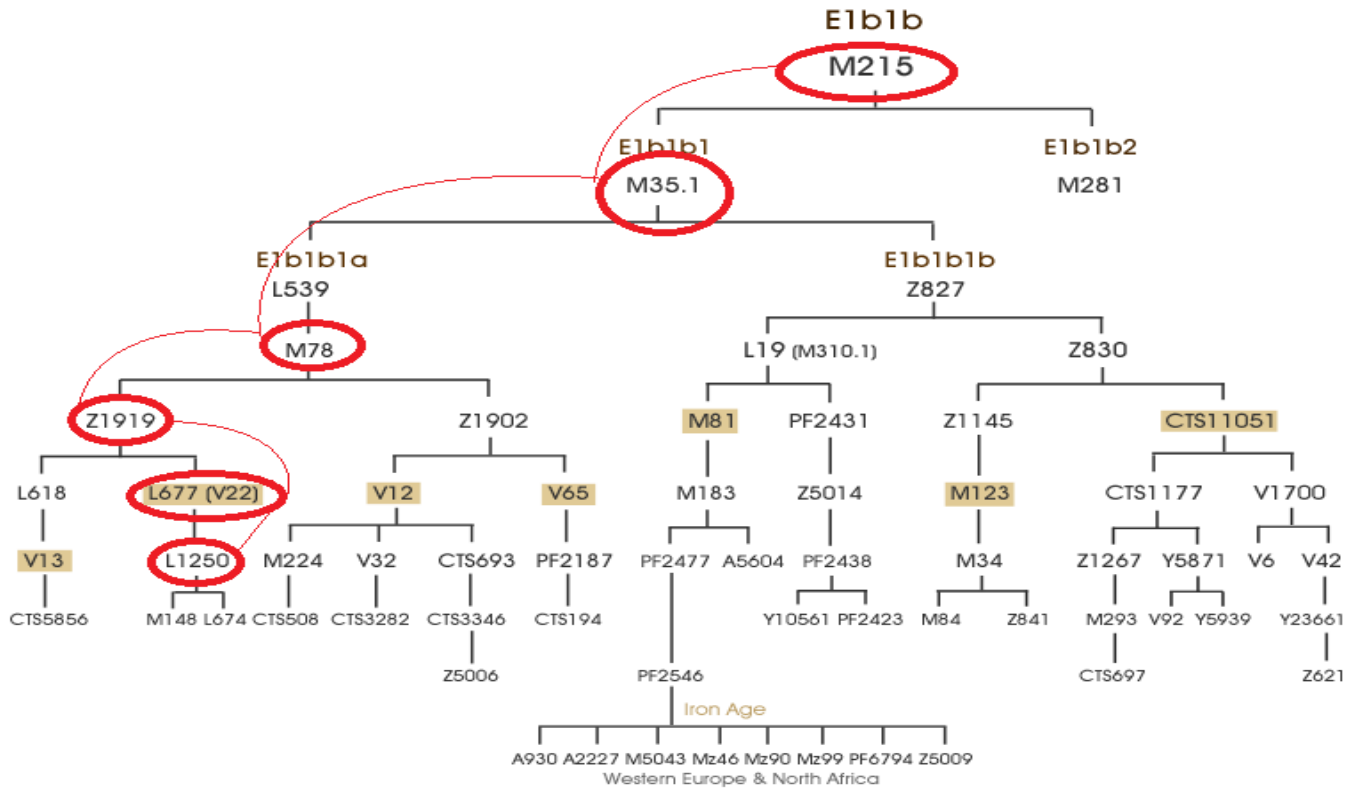 E1b1b
M215
E1b1b1 E1b1b2
M35.1 M281
E1b1b1a E1b1b1b
L539 Z827
M78 L19 (M310.1) Z830
Z1919 Z1902 M81 PF2431 Z1145 CTS11051
L618 L677 (V22) V12 V65 M183 Z5014 M123 CTS1177 V1700
V13 L1250 M224 V32 CTS693 PF2187 PF2477 A5604 PF2438 M34 Z1267 Y5871 V6 V42
CTS5856 M148 L674 CTS508 CTS3282 CTS3346 CTS194 Y10561 PF2423 M84 Z841 M293 V92 Y5939 Y23661
Z5006 PF2546 CTS697 Z621
Iron Age
A930 A2227 M5043 Mz46 Mz90 Mz99 PF6794 Z5009
Western Europe & North Africa